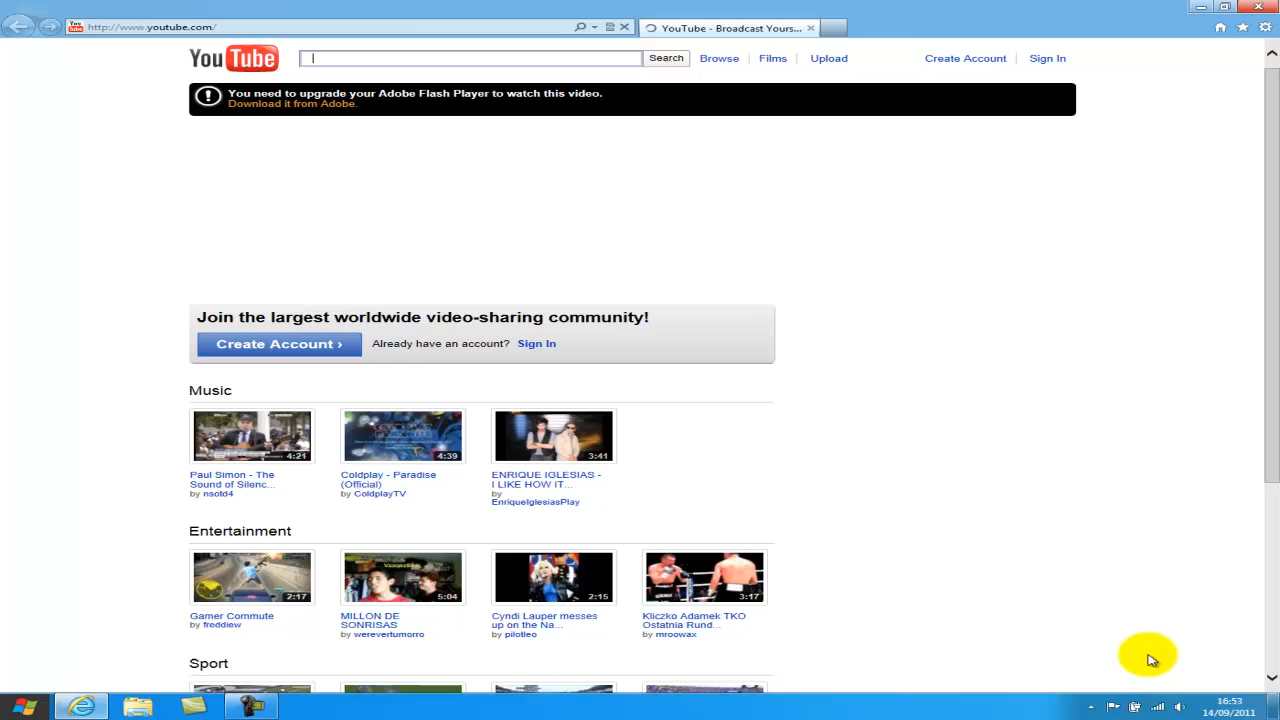 http://www.youtube.com/
YouTube - Broadcast Yours...
You Tube
Search
Browse
Films
Upload
Create Account
Sign In
You need to upgrade your Adobe Flash Player to watch this video.
Download it from Adobe.
Join the largest worldwide video-sharing community!
Create Account ›
Already have an account? Sign In
Music
4:21
4:39
3:41
Paul Simon - The
Sound of Silenc...
by nsotd4
Coldplay - Paradise
(Official)
by ColdplayTV
ENRIQUE IGLESIAS -
I LIKE HOW IT...
by
EnriqueIglesiasPlay
Entertainment
2:17
5:04
2:15
3:17
Gamer Commute
by freddiew
MILLON DE
SONRISAS
by werevertumorro
Cyndi Lauper messes
up on the Na...
by pilotleo
Kliczko Adamek TKO
Ostatnia Rund...
by mroowax
Sport
16:53
14/09/2011